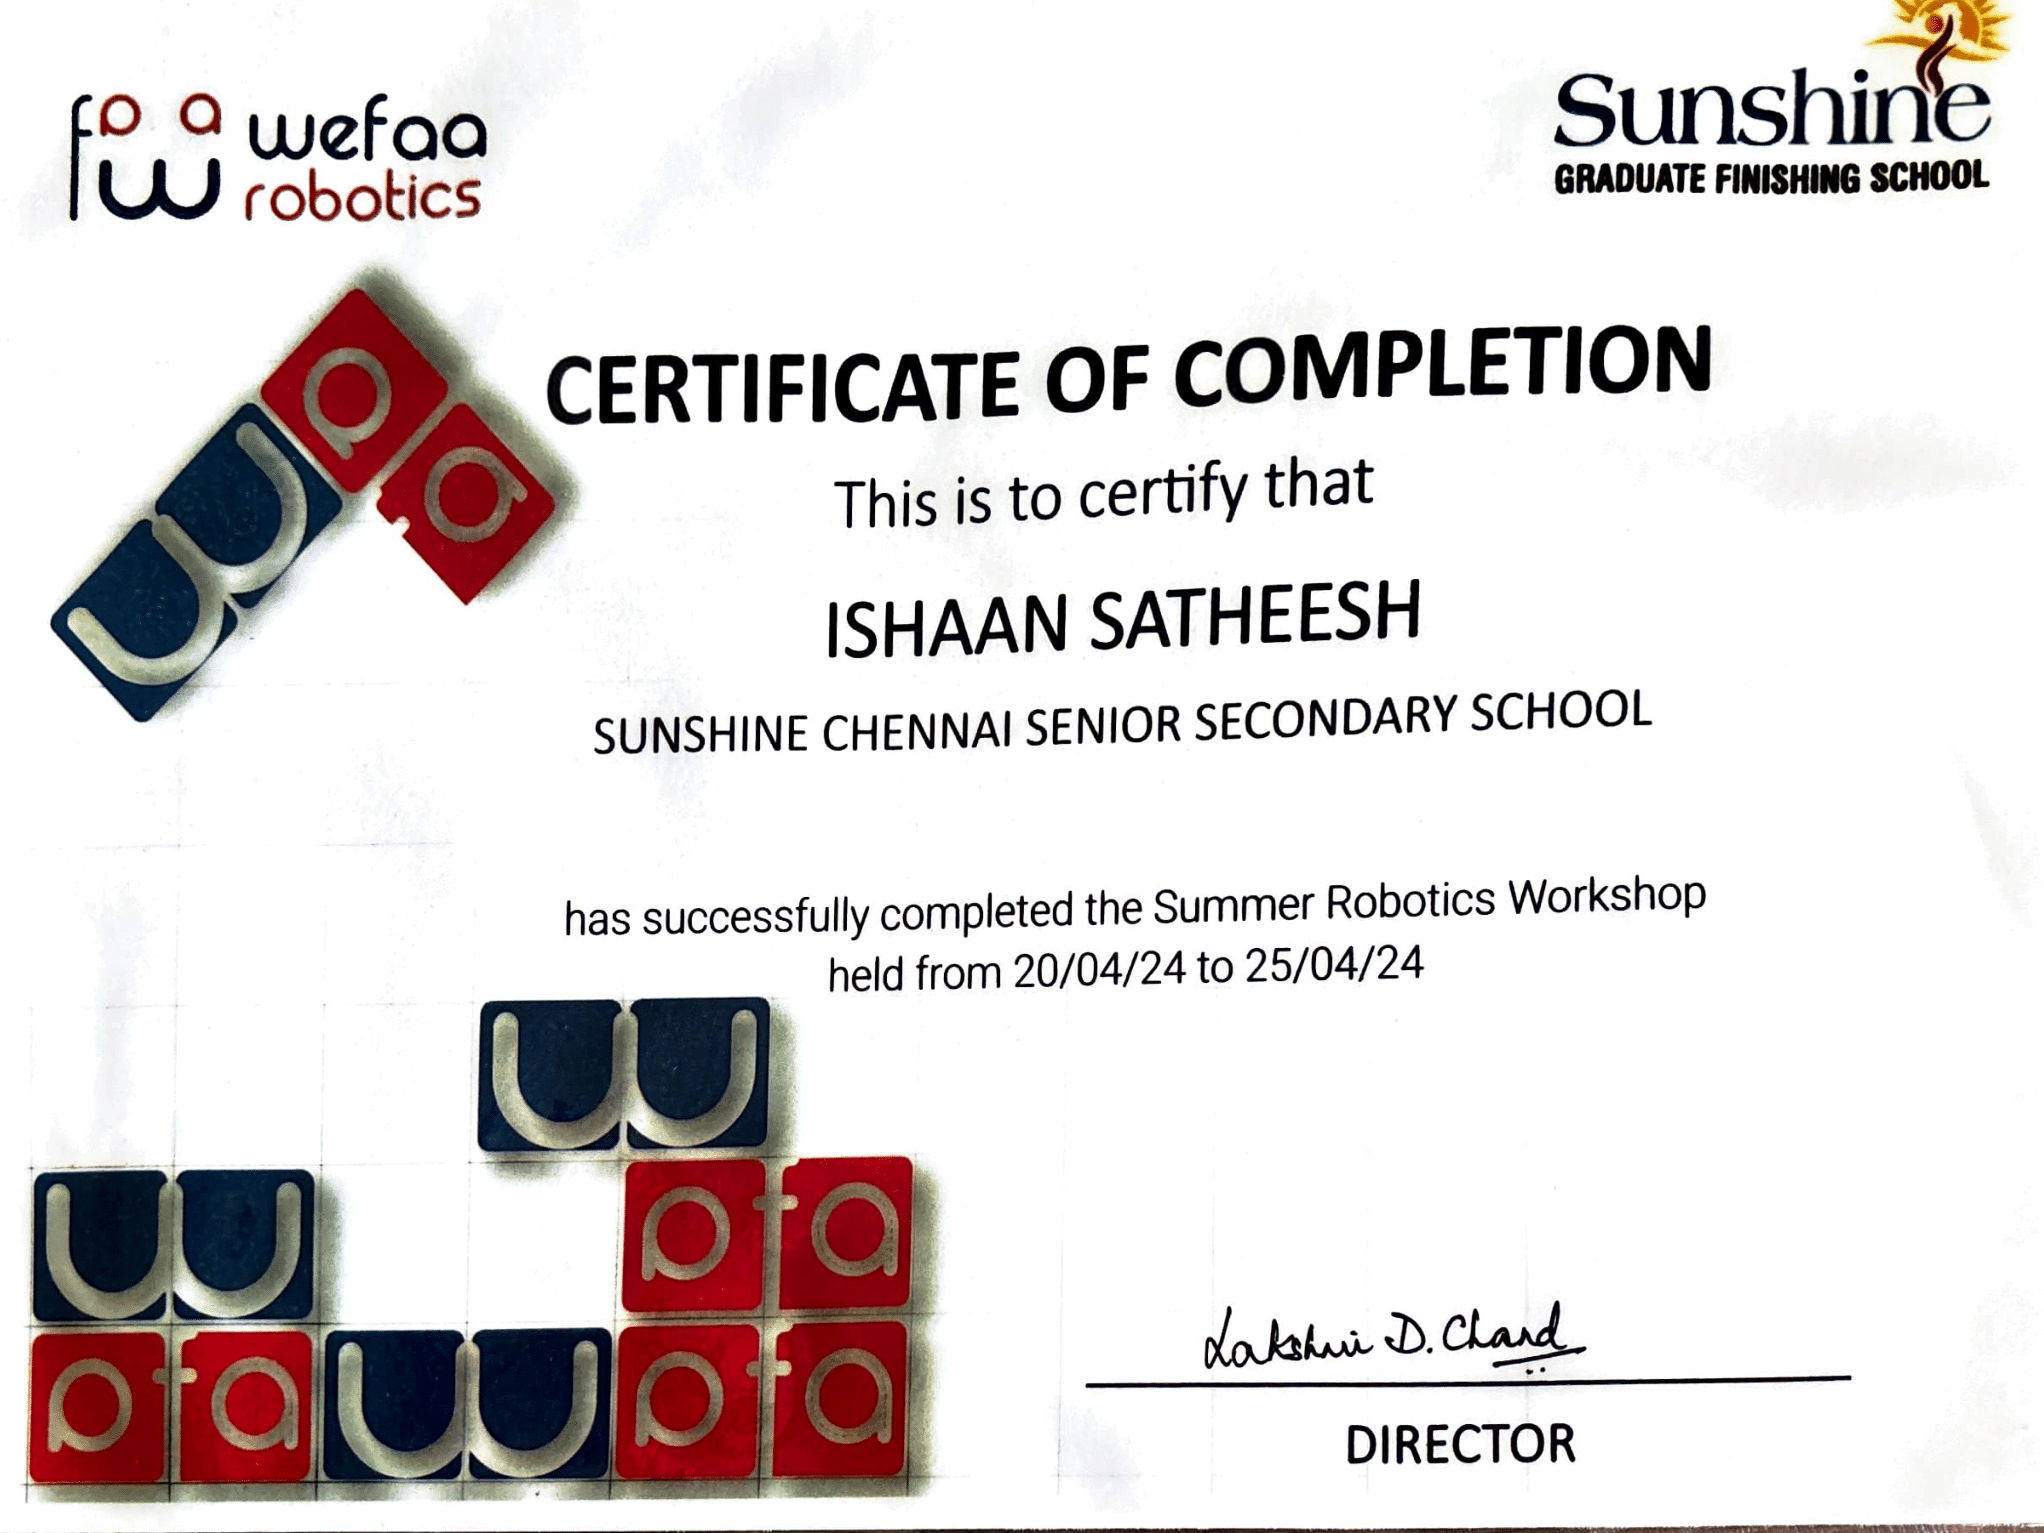 wefaa
robotics
Sunshine
GRADUATE FINISHING SCHOOL
CERTIFICATE OF COMPLETION
This is to certify that
ISHAAN SATHEESH
SUNSHINE CHENNAI SENIOR SECONDARY SCHOOL
has successfully completed the Summer Robotics Workshop
held from 20/04/24 to 25/04/24
Lakshmi D. Chand
DIRECTOR